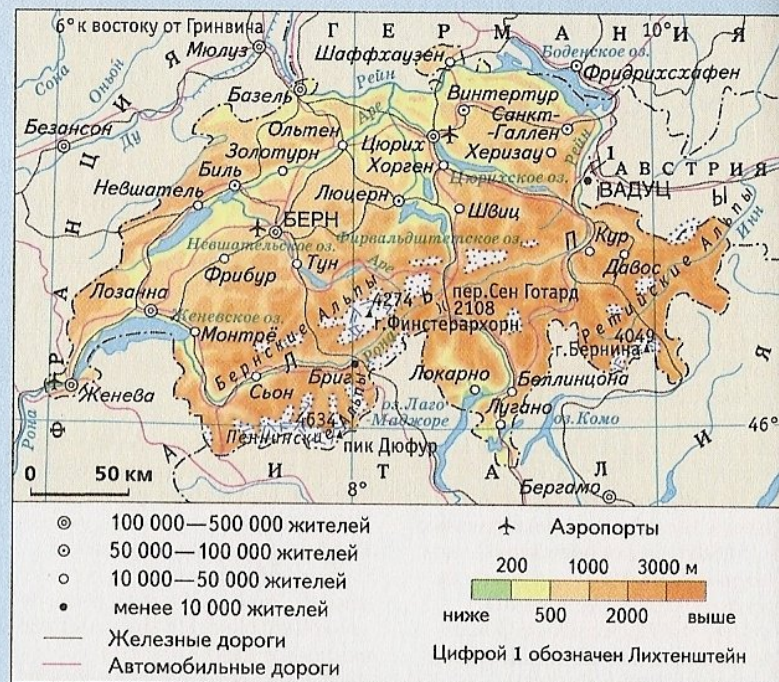 6° к востоку от Гринвича
ГЕРМАНИЯ
10°
Мюлуз
Шаффхаузен
Боденское оз.
Фридрихсхафен
Сона
Оньон
Рейн
Базель
Винтертур
Ду
Аре
Санкт-
-Галлен
Безансон
Ольтен
Цюрих
Херизау
Рейн
Золотурн
Хорген
1
АВСТРИЯ
Биль
Цюрихское оз.
ВАДУЦ
Невшатель
Люцерн
Швиц
БЕРН
Инн
Невшательское оз.
Фирвальдштетское оз.
Кур
Фрибур
Тун
Аре
Давос
Лозанна
4274
пер.Сен Готард
2108
Ретийские Альпы
Женевское оз.
г.Финстерархорн
Монтрё
Бернские Альпы
4049
г.Бернина
Рона
Бриг
Локарно
Беллинцона
Женева
Сьон
оз.Лаго-
-Маджоре
Лугано
оз.Комо
46°
Рона
4634
Пеннинские Альпы
пик Дюфур
ФРАНЦИЯ
АЛЬПЫ
ИТАЛИЯ
0 50 км
8°
Бергамо
100 000—500 000 жителей
50 000—100 000 жителей
10 000—50 000 жителей
менее 10 000 жителей
Железные дороги
Автомобильные дороги
Аэропорты
200 1000 3000 м
ниже 500 2000 выше
Цифрой 1 обозначен Лихтенштейн